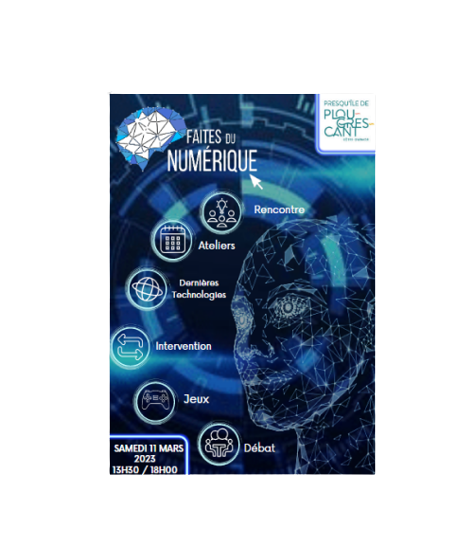 PRESQU'ÎLE DE
PLOU-
GRES-
CANT
FAITES DU
NUMÉRIQUE
Rencontre
Ateliers
Dernières
Technologies
Intervention
Jeux
Débat
SAMEDI 11 MARS
2023
13H30 / 18H00